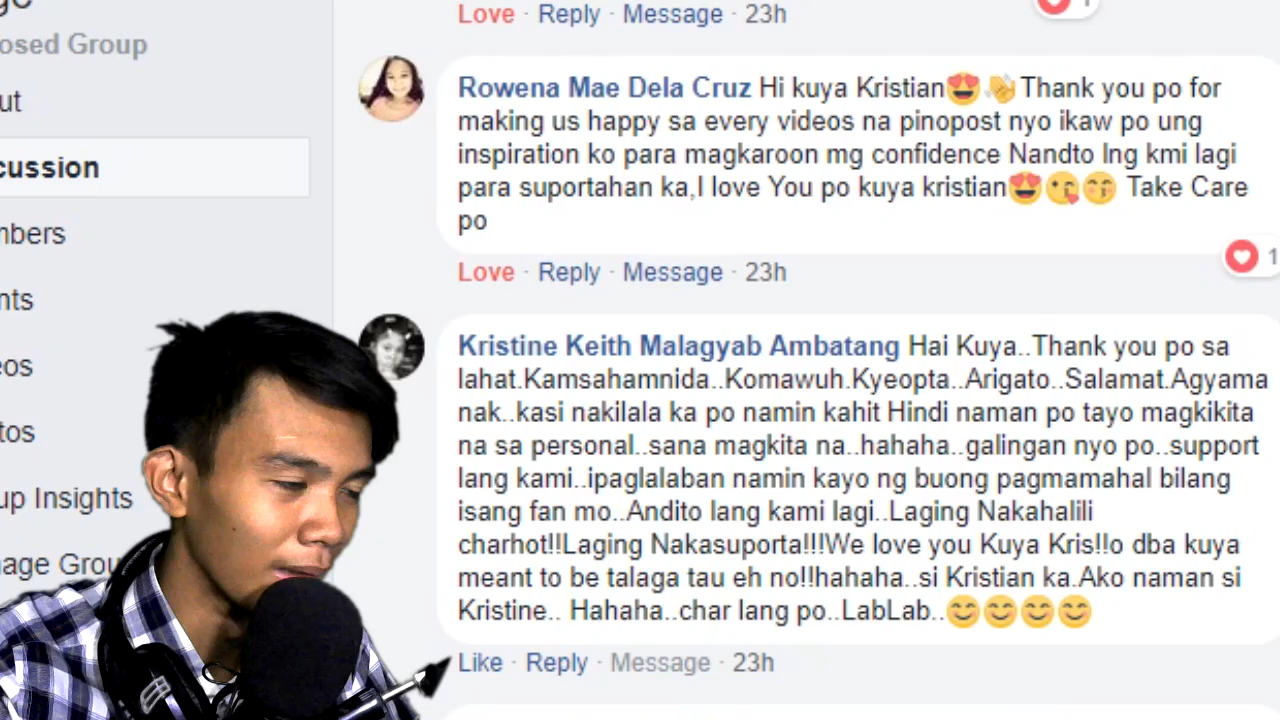 Love · Reply · Message · 23h
1
osed Group
ut
cussion
mbers
nts
eos
tos
up Insights
nage Grou
Rowena Mae Dela Cruz Hi kuya Kristian😍👋Thank you po for
making us happy sa every videos na pinopost nyo ikaw po ung
inspiration ko para magkaroon mg confidence Nandto lng kmi lagi
para suportahan ka,I love You po kuya kristian😍😘😙 Take Care
po
Love · Reply · Message · 23h
1
Kristine Keith Malagyab Ambatang Hai Kuya..Thank you po sa
lahat.Kamsahamnida..Komawuh.Kyeopta..Arigato..Salamat.Agyama
nak..kasi nakilala ka po namin kahit Hindi naman po tayo magkikita
na sa personal..sana magkita na..hahaha..galingan nyo po..support
lang kami..ipaglalaban namin kayo ng buong pagmamahal bilang
isang fan mo..Andito lang kami lagi..Laging Nakahalili
charhot!!Laging Nakasuporta!!!We love you Kuya Kris!!o dba kuya
meant to be talaga tau eh no!!hahaha..si Kristian ka.Ako naman si
Kristine.. Hahaha..char lang po..LabLab..😊😊😊😊
Like · Reply · Message · 23h